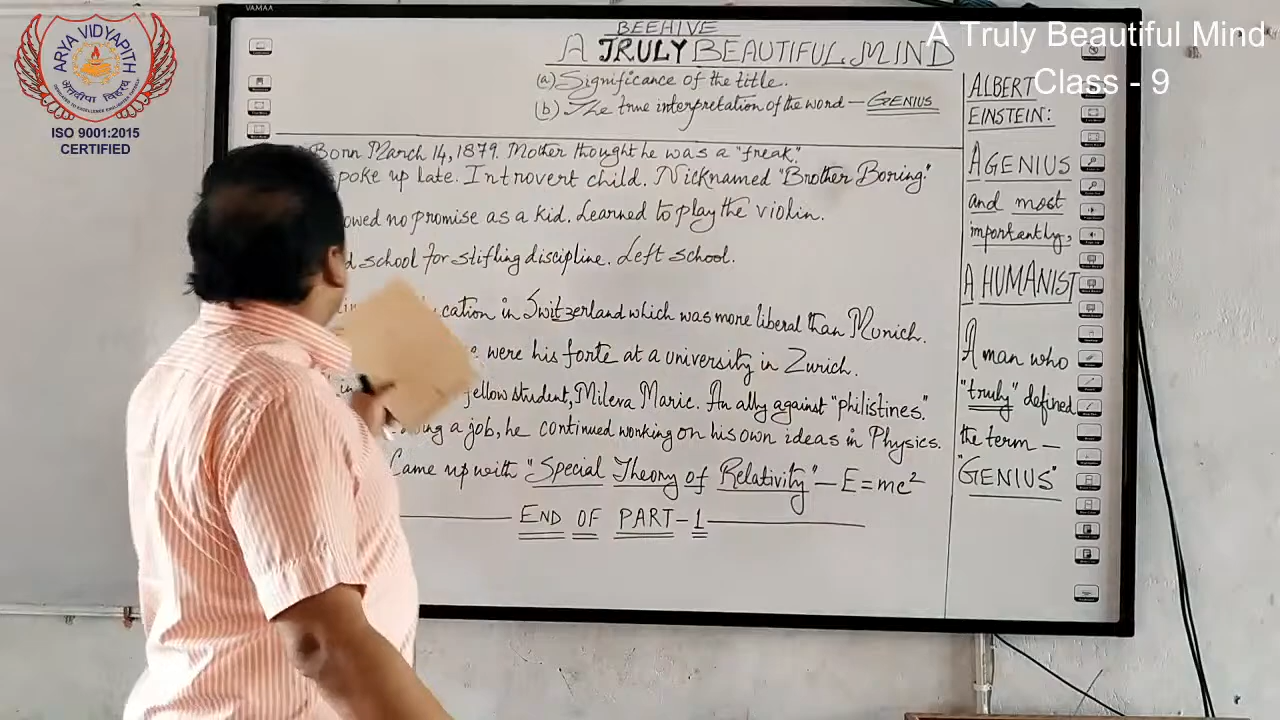 VAMAA
ARYA VIDYAPITH
ISO 9001:2015
CERTIFIED
A Truly Beautiful Mind
Class - 9
BEEHIVE
A TRULY BEAUTIFUL MIND
(a) Significance of the title.
(b) The true interpretation of the word — GENIUS
Born March 14, 1879. Mother thought he was a "freak".
spoke up late. Introvert child. Nicknamed "Brother Boring."
owed no promise as a kid. Learned to play the violin.
d school for stifling discipline. Left school.
cation in Switzerland which was more liberal than Munich.
were his forte at a university in Zurich.
fellow student, Mileva Maric. An ally against "philistines."
a job, he continued working on his own ideas in Physics.
Came up with "Special Theory of Relativity" — E=mc²
END OF PART-1
ALBERT
EINSTEIN:
A GENIUS
and most
importantly,
A HUMANIST
A man who
"truly" defined
the term —
"GENIUS"